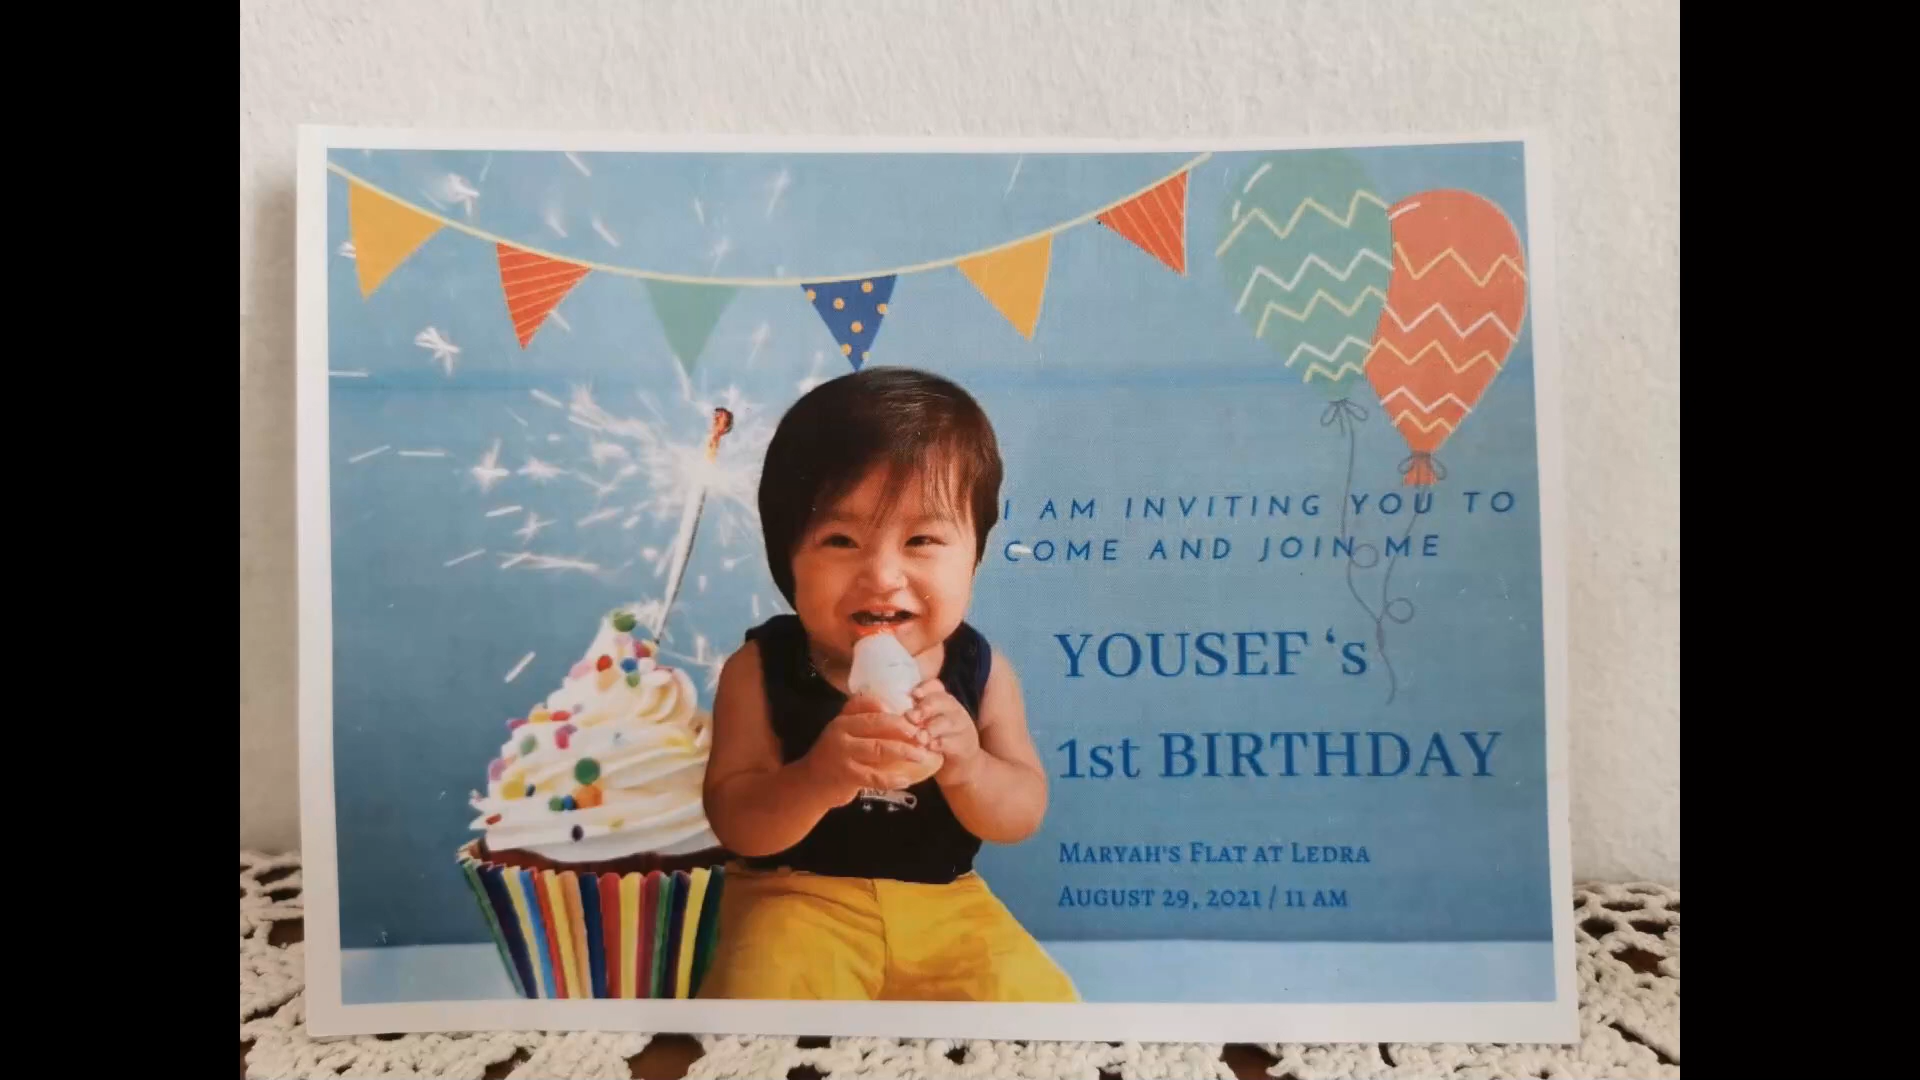 I AM INVITING YOU TO
COME AND JOIN ME
YOUSEF 's
1st BIRTHDAY
MARYAH'S FLAT AT LEDRA
AUGUST 29, 2021 / 11 AM